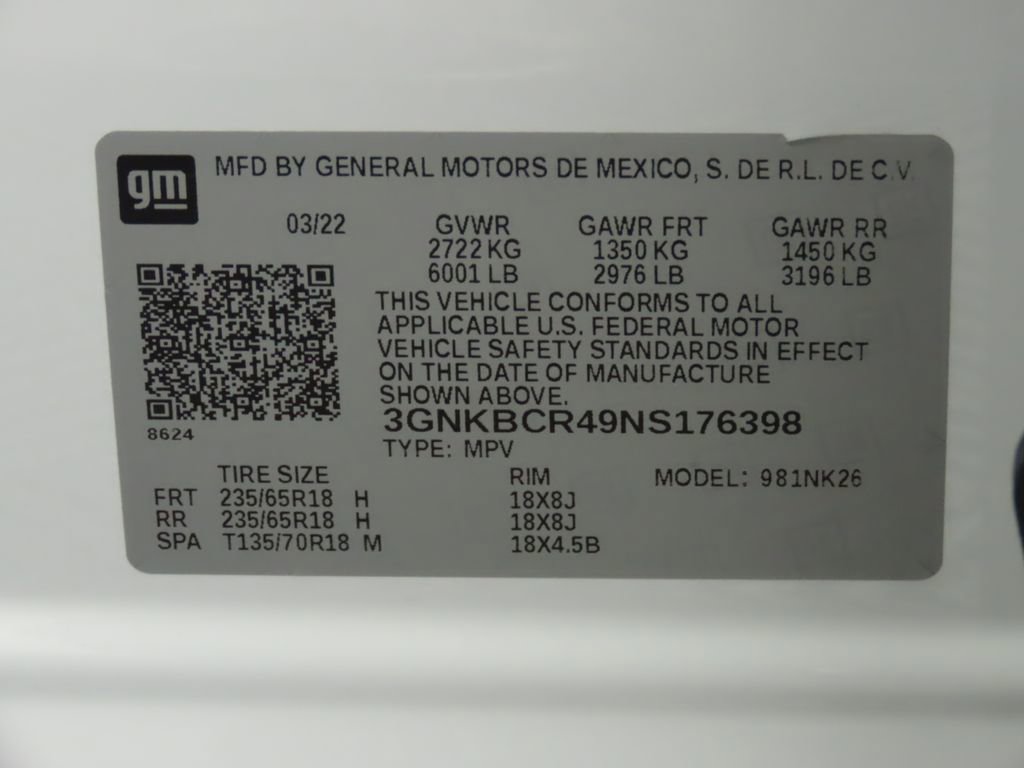 gm
MFD BY GENERAL MOTORS DE MEXICO, S. DE R.L. DE C.V.
03/22 GVWR GAWR FRT GAWR RR
2722 KG 1350 KG 1450 KG
6001 LB 2976 LB 3196 LB
THIS VEHICLE CONFORMS TO ALL
APPLICABLE U.S. FEDERAL MOTOR
VEHICLE SAFETY STANDARDS IN EFFECT
ON THE DATE OF MANUFACTURE
SHOWN ABOVE.
3GNKBCR49NS176398
8624
TYPE: MPV
TIRE SIZE RIM MODEL: 981NK26
FRT 235/65R18 H 18X8J
RR 235/65R18 H 18X8J
SPA T135/70R18 M 18X4.5B